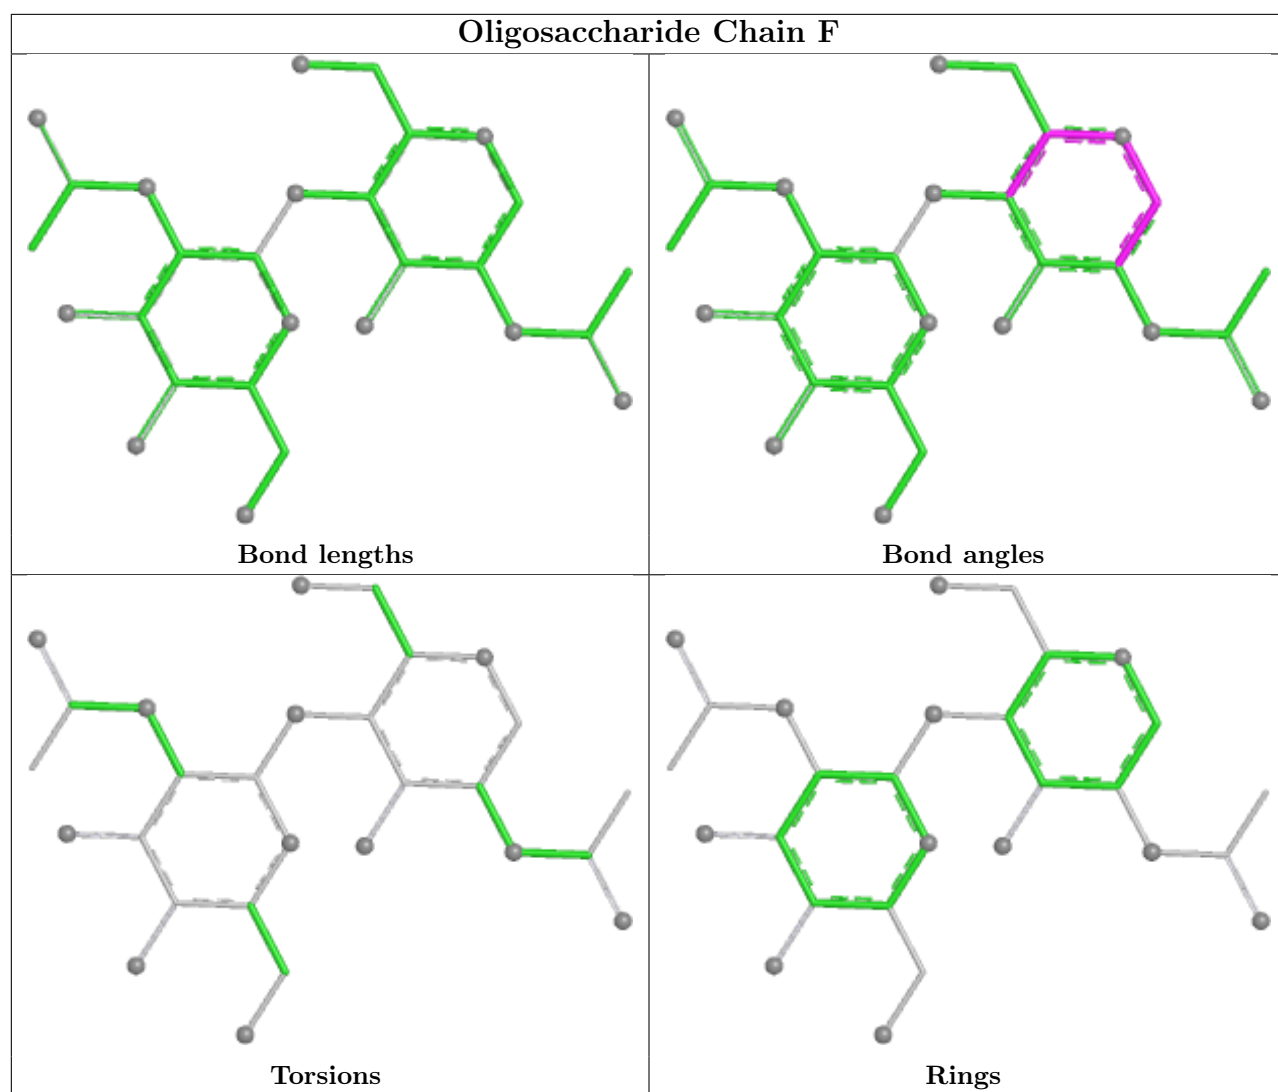 Oligosaccharide Chain F
Bond lengths
Bond angles
Torsions
Rings